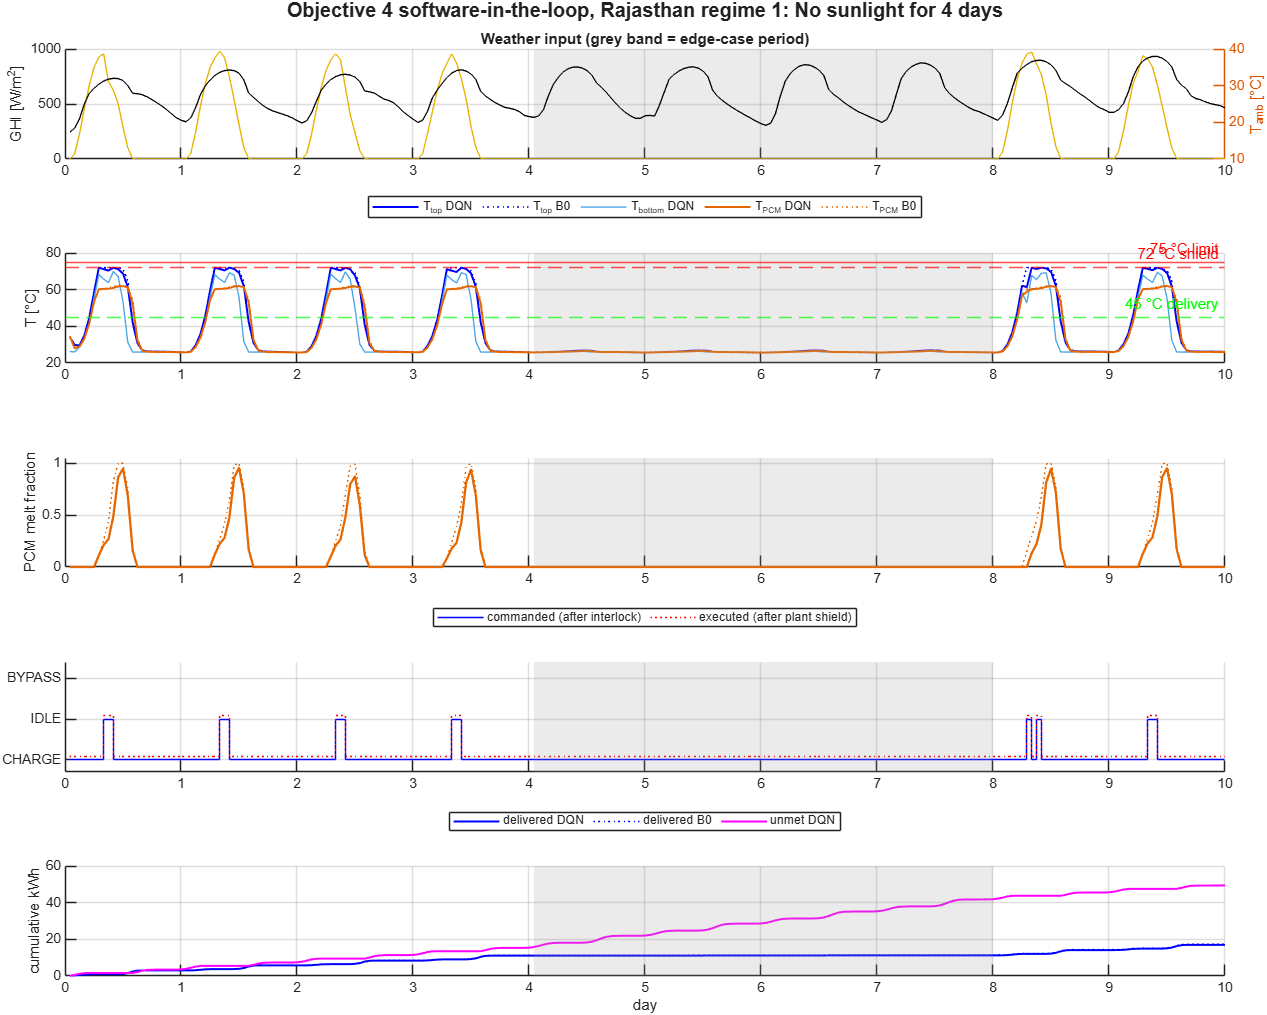 Objective 4 software-in-the-loop, Rajasthan regime 1: No sunlight for 4 days
Weather input (grey band = edge-case period)
GHI [W/m²]
1000
500
0
40
30
20
10
T_amb [°C]
0 1 2 3 4 5 6 7 8 9 10
T_top DQN T_top B0 T_bottom DQN T_PCM DQN T_PCM B0
T [°C]
80
60
40
20
75 °C limit
72 °C shield
45 °C delivery
0 1 2 3 4 5 6 7 8 9 10
PCM melt fraction
1
0.5
0
0 1 2 3 4 5 6 7 8 9 10
commanded (after interlock) executed (after plant shield)
BYPASS
IDLE
CHARGE
0 1 2 3 4 5 6 7 8 9 10
delivered DQN delivered B0 unmet DQN
cumulative kWh
60
40
20
0
0 1 2 3 4 5 6 7 8 9 10
day